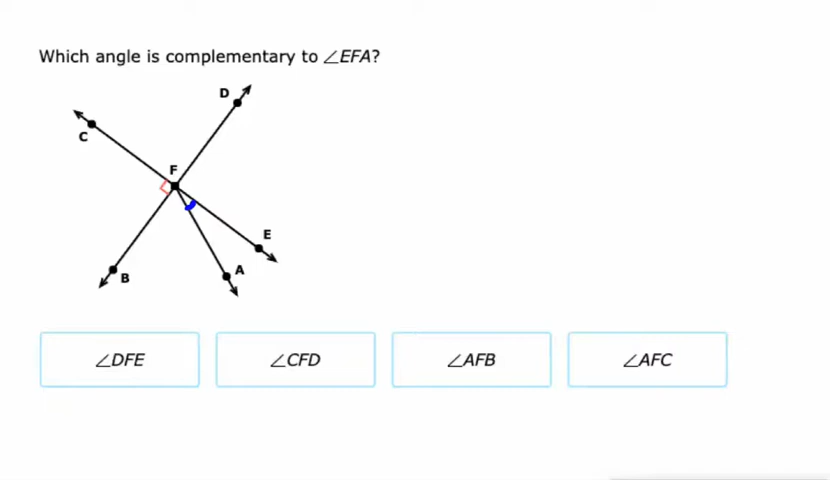 Which angle is complementary to ∠EFA?
D
C
F
E
A
B
∠DFE
∠CFD
∠AFB
∠AFC